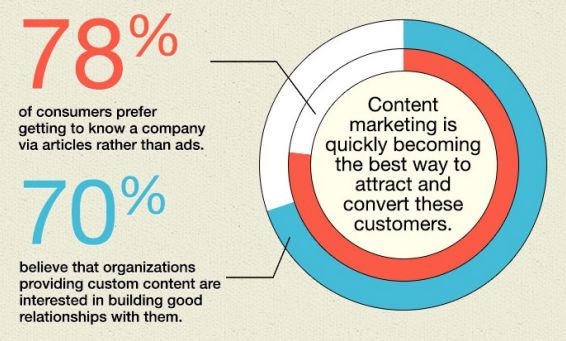 78%
of consumers prefer
getting to know a company
via articles rather than ads.
70%
believe that organizations
providing custom content are
interested in building good
relationships with them.
Content
marketing is
quickly becoming
the best way to
attract and
convert these
customers.